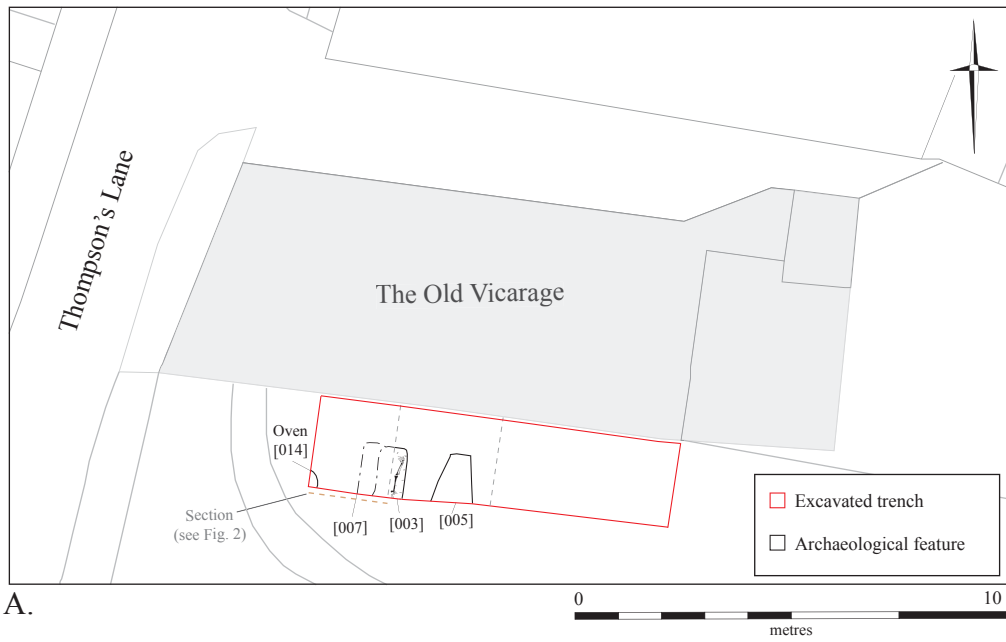 Thompson's Lane
The Old Vicarage
Oven
[014]
Section
(see Fig. 2)
[007]
[003]
[005]
Excavated trench
Archaeological feature
A.
0
10
metres